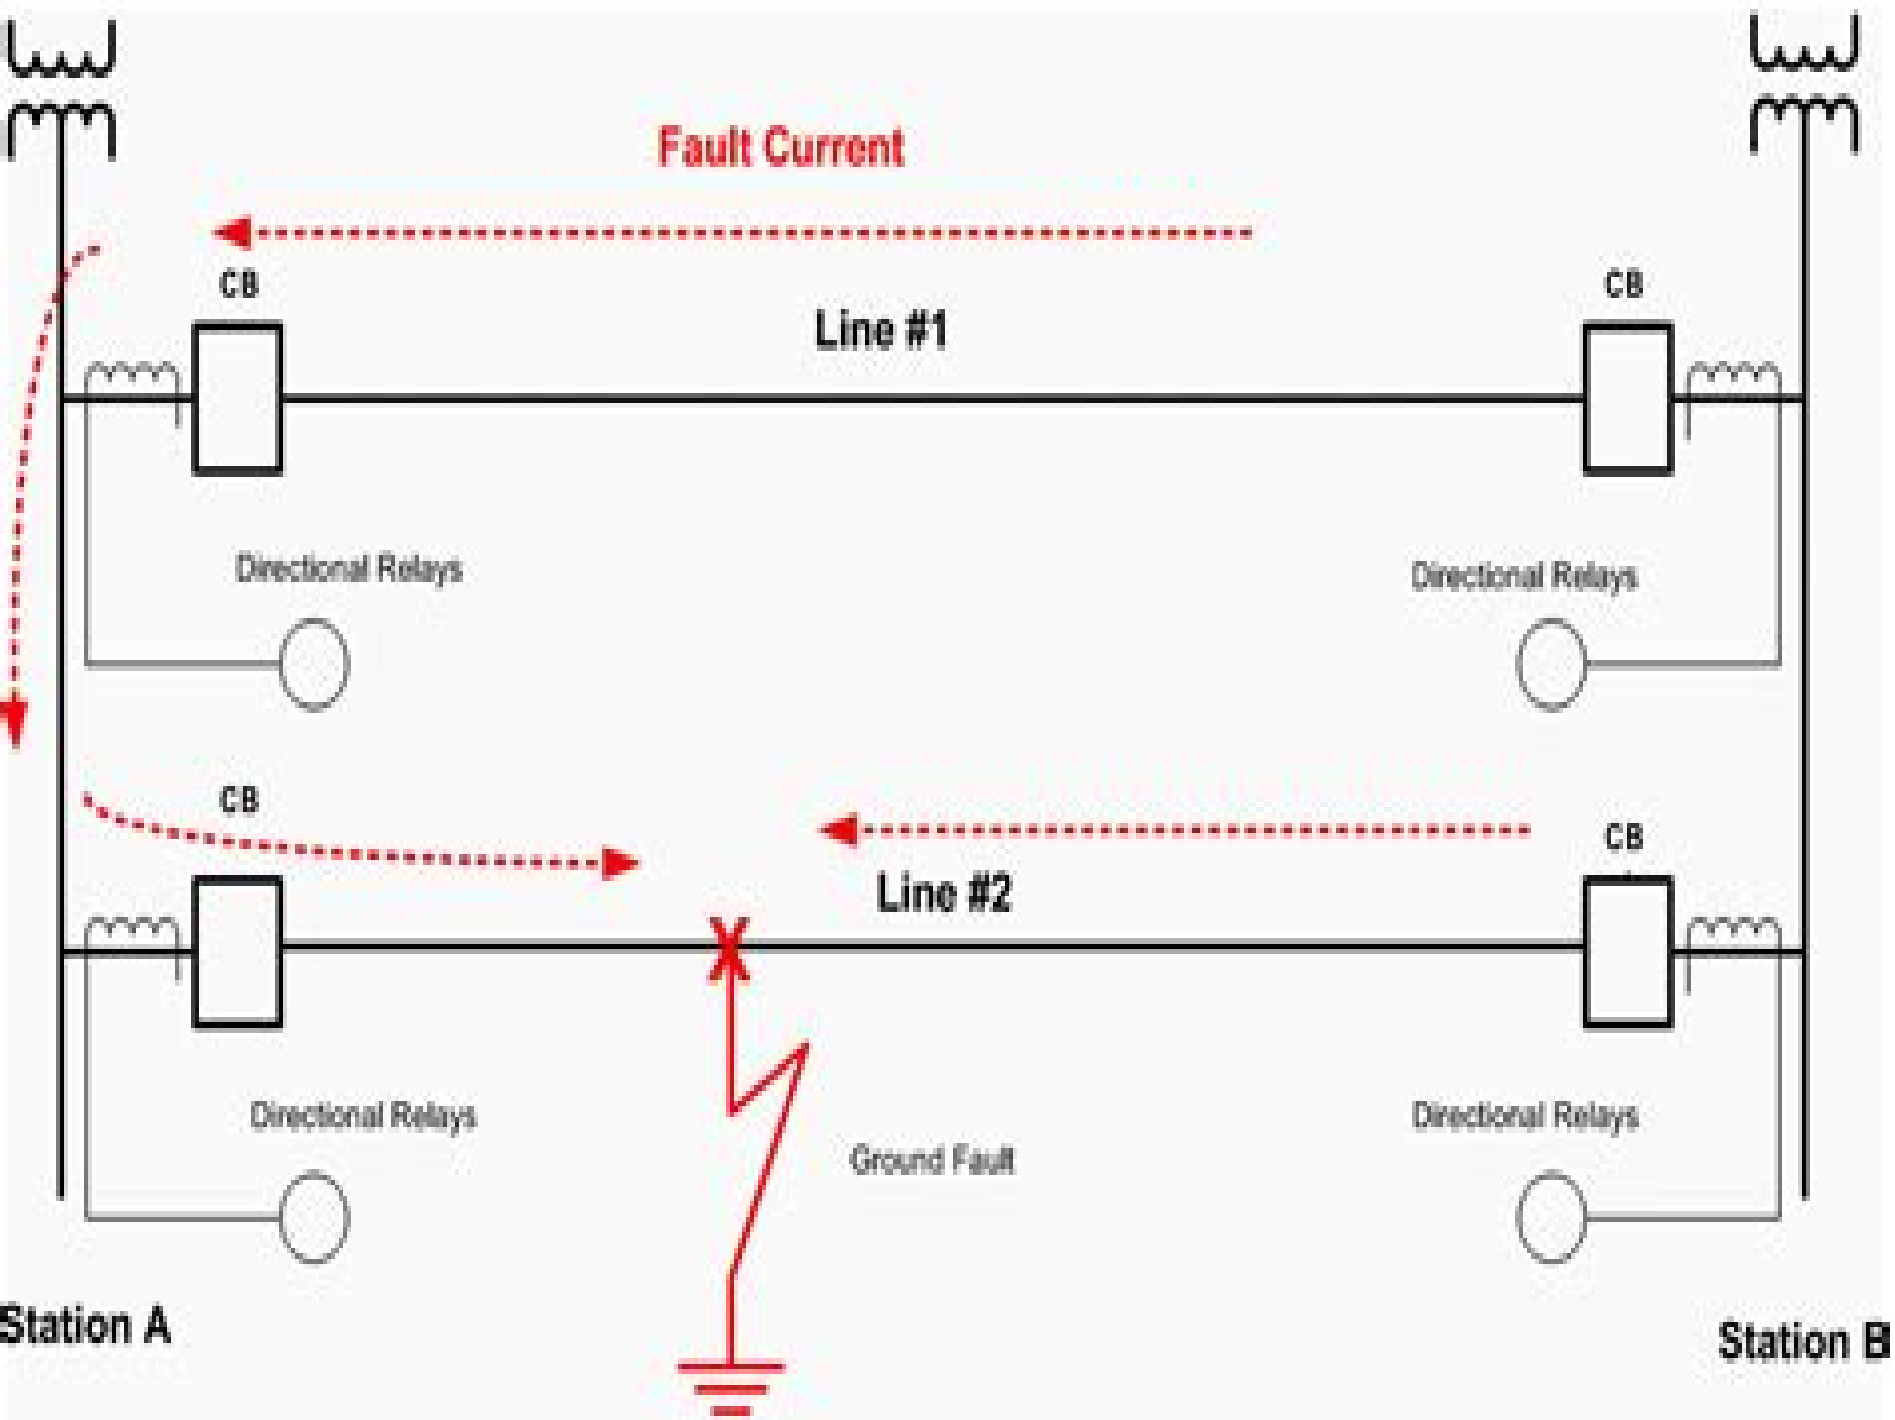 Fault Current
CB
CB
Line #1
Directional Relays
Directional Relays
CB
CB
Line #2
Directional Relays
Directional Relays
Ground Fault
Station A
Station B